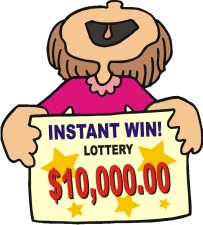 INSTANT WIN!
LOTTERY
$10,000.00